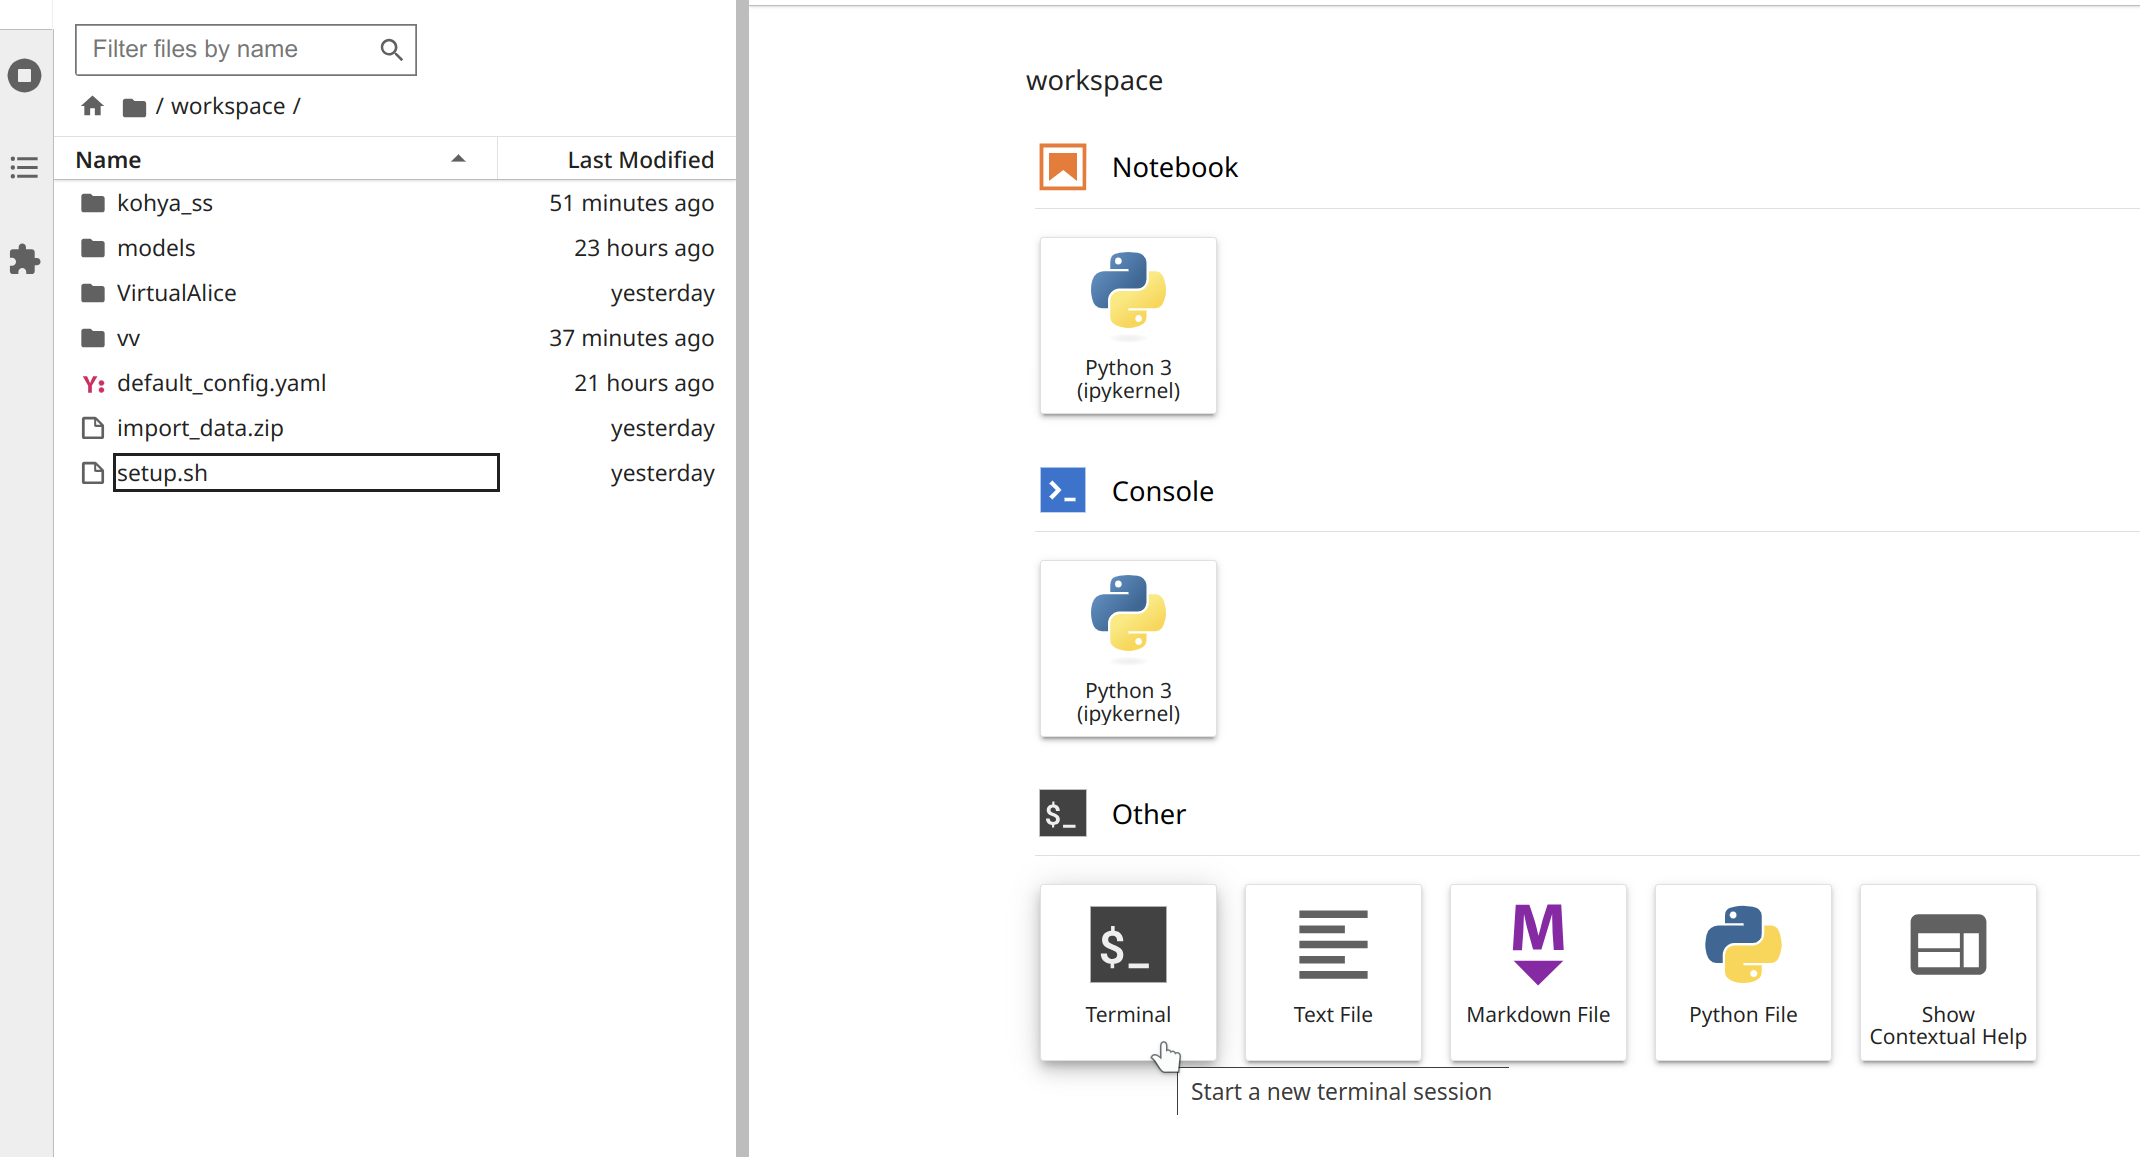 Filter files by name
/ workspace /
Name Last Modified
kohya_ss 51 minutes ago
models 23 hours ago
VirtualAlice yesterday
vv 37 minutes ago
Y: default_config.yaml 21 hours ago
import_data.zip yesterday
setup.sh yesterday
workspace
Notebook
Python 3
(ipykernel)
Console
Python 3
(ipykernel)
$_ Other
$_
Terminal
Text File
M
Markdown File
Python File
Show
Contextual Help
Start a new terminal session